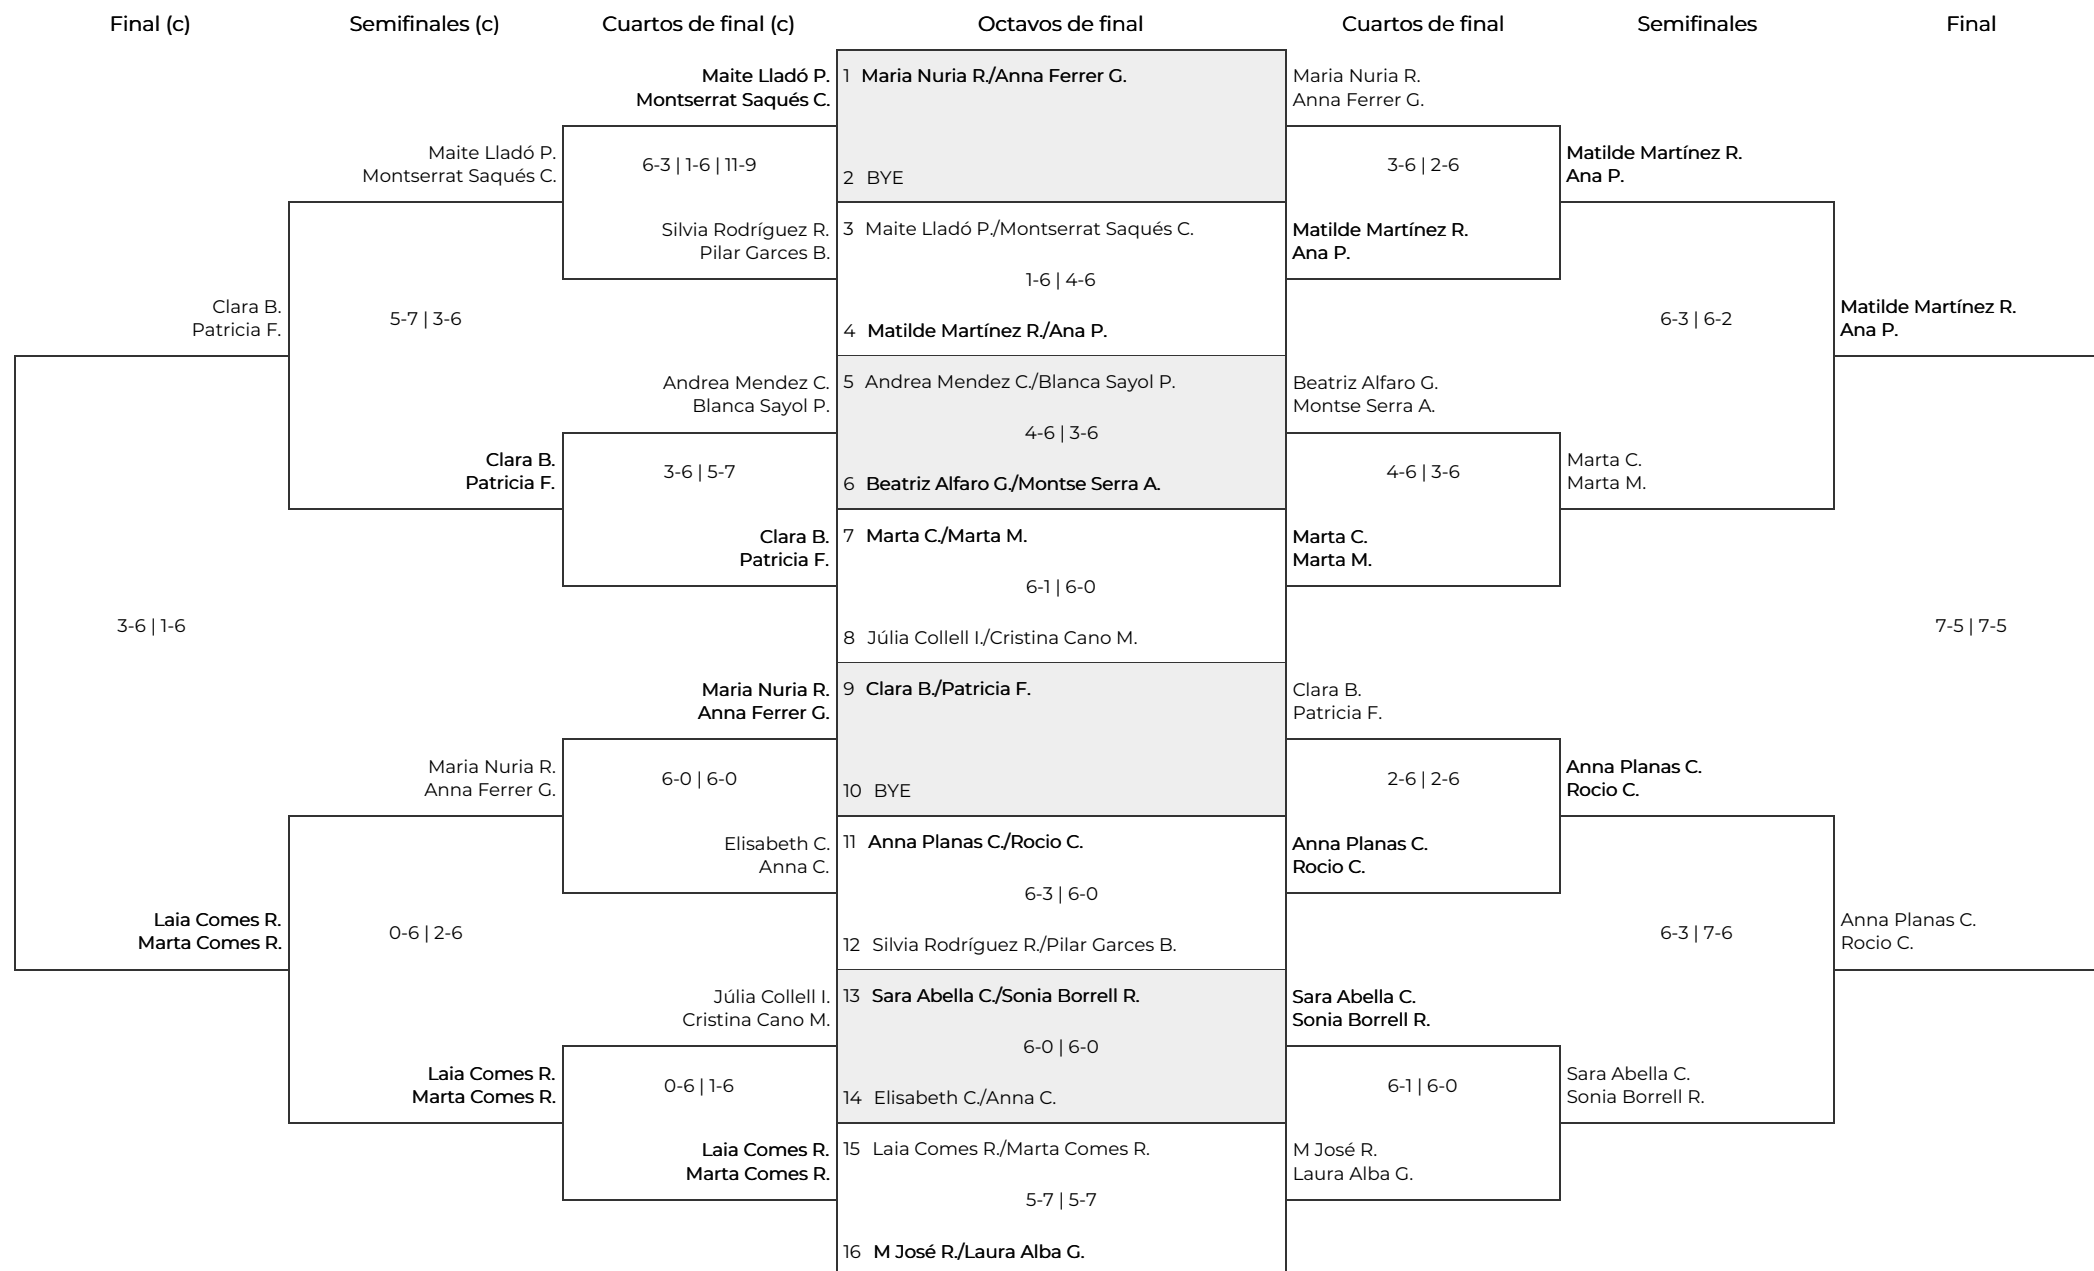 Final (c)
Semifinales (c)
Cuartos de final (c)
Octavos de final
Cuartos de final
Semifinales
Final
Clara B.
Patricia F.
3-6 | 1-6
Laia Comes R.
Marta Comes R.
Maite Lladó P.
Montserrat Saqués C.
5-7 | 3-6
Clara B.
Patricia F.
Maria Nuria R.
Anna Ferrer G.
0-6 | 2-6
Laia Comes R.
Marta Comes R.
Maite Lladó P.
Montserrat Saqués C.
6-3 | 1-6 | 11-9
Silvia Rodríguez R.
Pilar Garces B.
Andrea Mendez C.
Blanca Sayol P.
3-6 | 5-7
Clara B.
Patricia F.
Maria Nuria R.
Anna Ferrer G.
6-0 | 6-0
Elisabeth C.
Anna C.
Júlia Collell I.
Cristina Cano M.
0-6 | 1-6
Laia Comes R.
Marta Comes R.
1 Maria Nuria R./Anna Ferrer G.
2 BYE
3 Maite Lladó P./Montserrat Saqués C.
1-6 | 4-6
4 Matilde Martínez R./Ana P.
5 Andrea Mendez C./Blanca Sayol P.
4-6 | 3-6
6 Beatriz Alfaro G./Montse Serra A.
7 Marta C./Marta M.
6-1 | 6-0
8 Júlia Collell I./Cristina Cano M.
9 Clara B./Patricia F.
10 BYE
11 Anna Planas C./Rocio C.
6-3 | 6-0
12 Silvia Rodríguez R./Pilar Garces B.
13 Sara Abella C./Sonia Borrell R.
6-0 | 6-0
14 Elisabeth C./Anna C.
15 Laia Comes R./Marta Comes R.
5-7 | 5-7
16 M José R./Laura Alba G.
Maria Nuria R.
Anna Ferrer G.
3-6 | 2-6
Matilde Martínez R.
Ana P.
Beatriz Alfaro G.
Montse Serra A.
4-6 | 3-6
Marta C.
Marta M.
Clara B.
Patricia F.
2-6 | 2-6
Anna Planas C.
Rocio C.
Sara Abella C.
Sonia Borrell R.
6-1 | 6-0
M José R.
Laura Alba G.
Matilde Martínez R.
Ana P.
6-3 | 6-2
Marta C.
Marta M.
Anna Planas C.
Rocio C.
6-3 | 7-6
Sara Abella C.
Sonia Borrell R.
Matilde Martínez R.
Ana P.
7-5 | 7-5
Anna Planas C.
Rocio C.